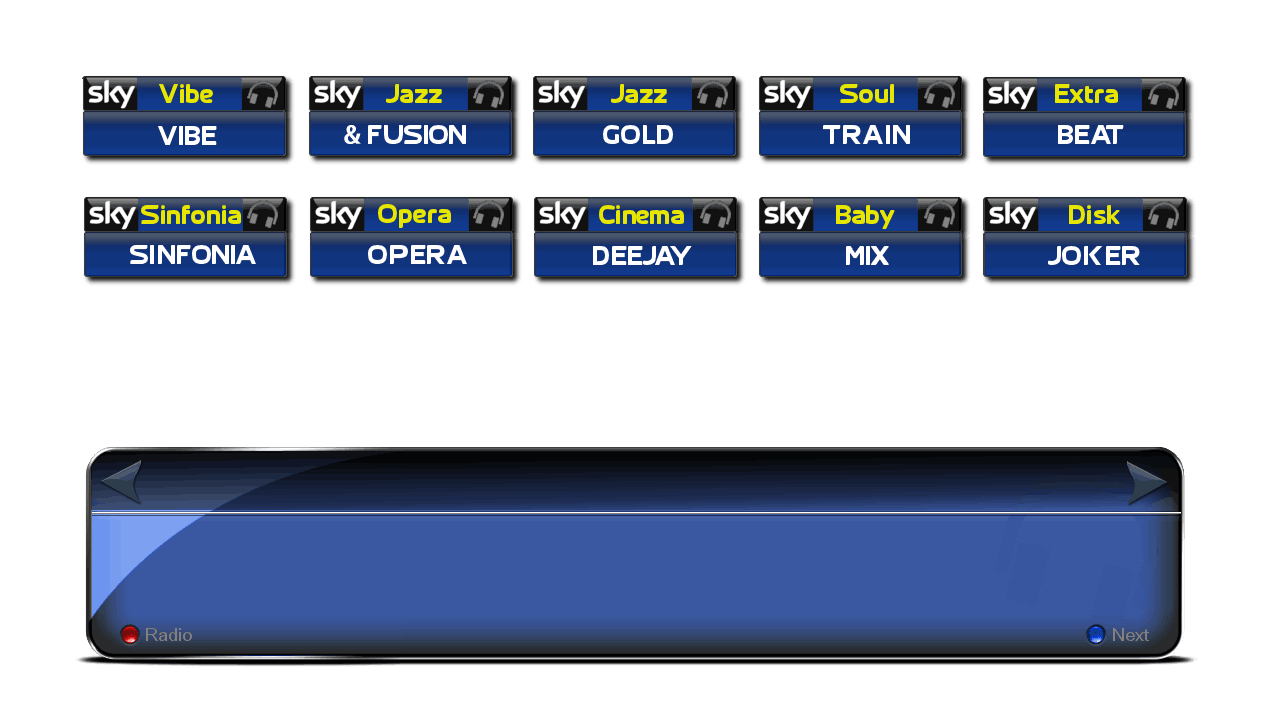 sky Vibe
VIBE
sky Jazz
& FUSION
sky Jazz
GOLD
sky Soul
TRAIN
sky Extra
BEAT
sky Sinfonia
SINFONIA
sky Opera
OPERA
sky Cinema
DEEJAY
sky Baby
MIX
sky Disk
JOKER
Radio
Next